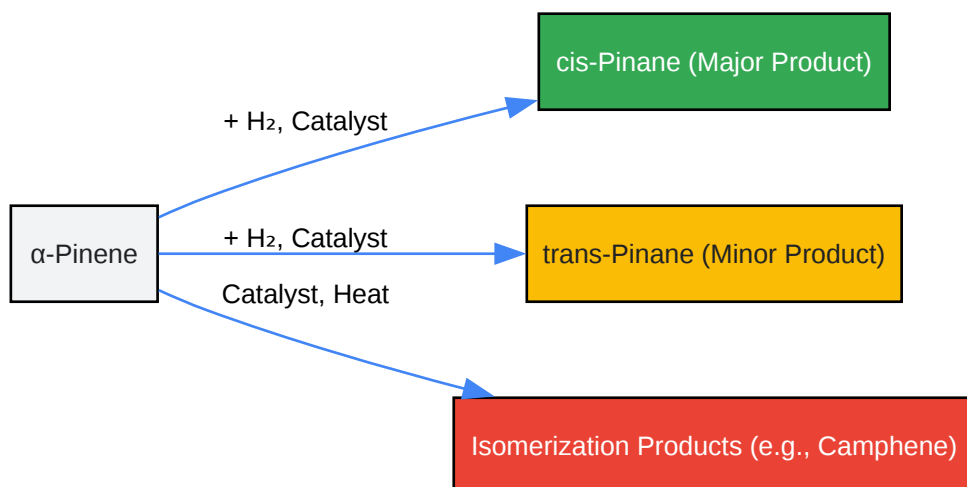 cis-Pinane (Major Product)
+ H₂, Catalyst
+ H₂, Catalyst
α-Pinene
trans-Pinane (Minor Product)
Catalyst, Heat
Isomerization Products (e.g., Camphene)